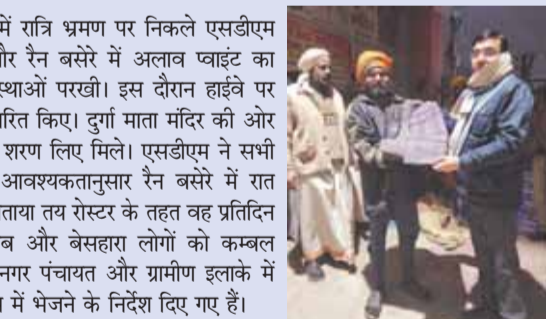 में रात्रि भ्रमण पर निकले एसडीएम
और रैन बसेरे में अलाव प्वाइंट का
स्थाओं परखी। इस दौरान हाईवे पर
रित किए। दुर्गा माता मंदिर की ओर
शरण लिए मिले। एसडीएम ने सभी
आवश्यकतानुसार रैन बसेरे में रात
ताया तय रोस्टर के तहत वह प्रतिदिन
ब और बेसहारा लोगों को कम्बल
नगर पंचायत और ग्रामीण इलाके में
में भेजने के निर्देश दिए गए हैं।